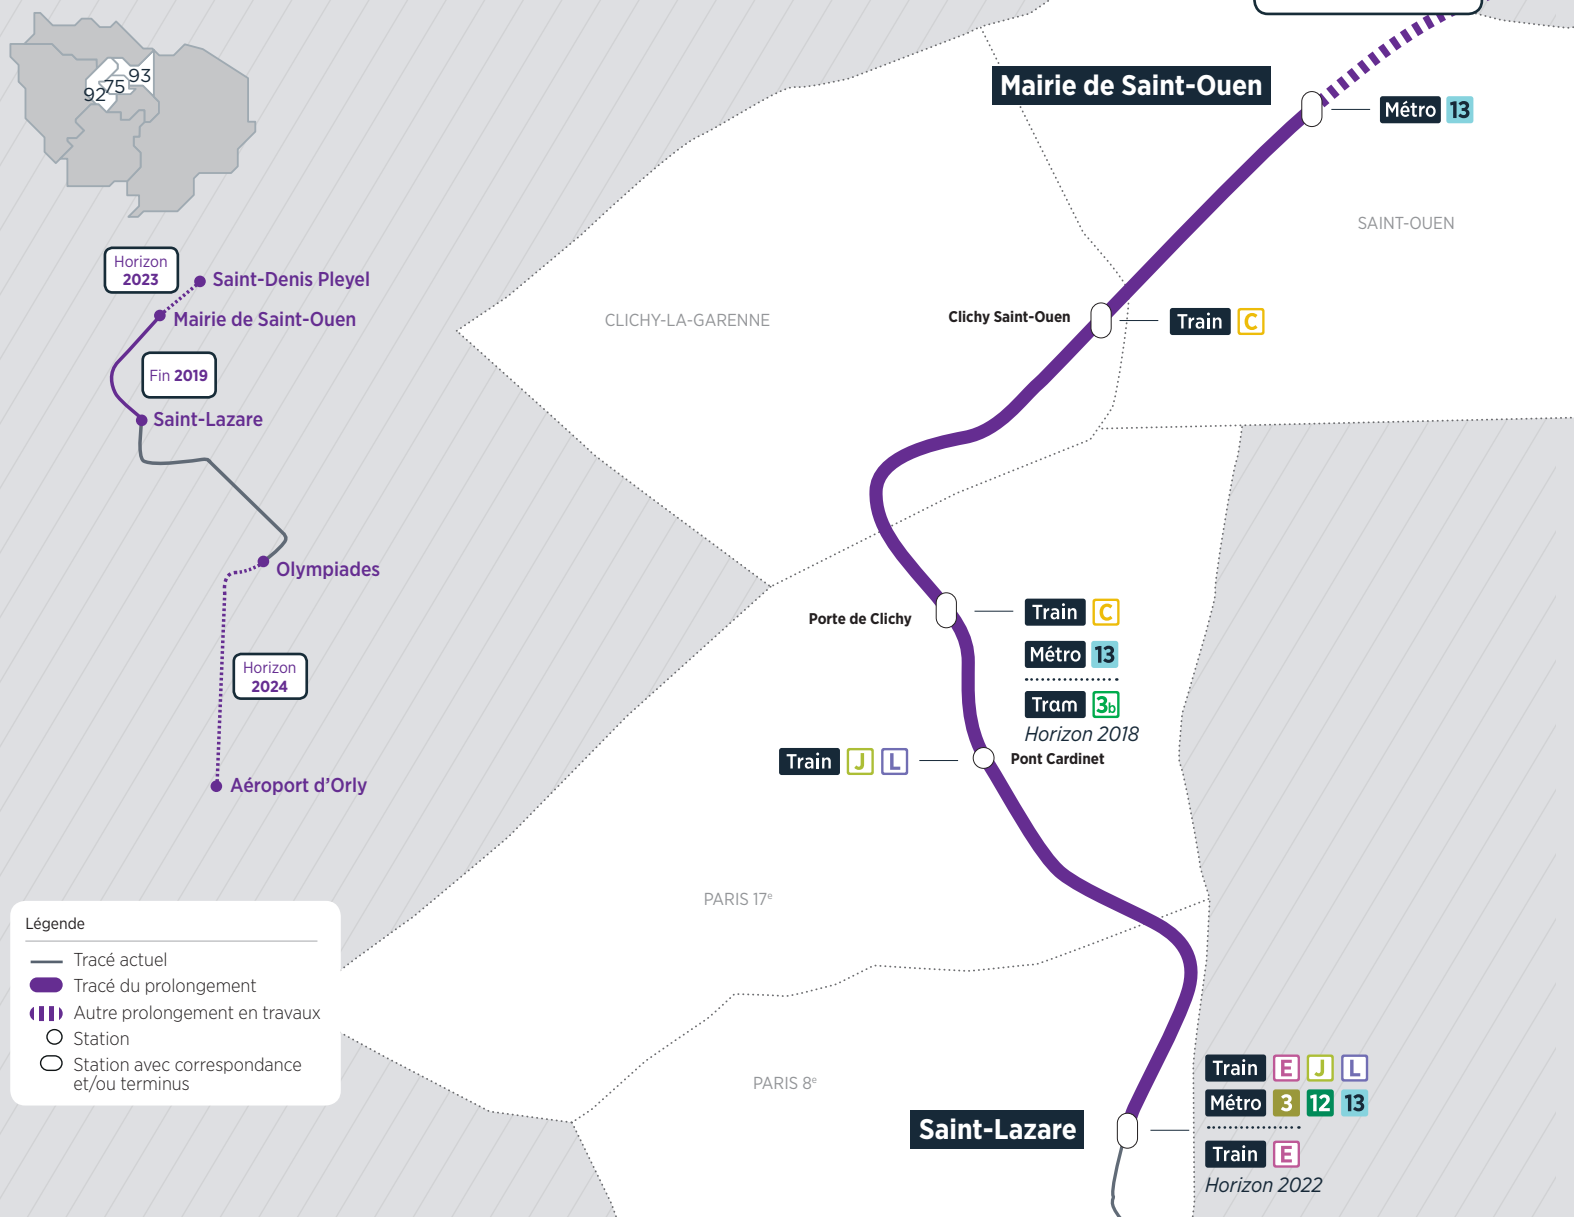 93
75
92
Horizon
2023
Saint-Denis Pleyel
Mairie de Saint-Ouen
Fin 2019
Saint-Lazare
Olympiades
Horizon
2024
Aéroport d'Orly
Légende
Tracé actuel
Tracé du prolongement
Autre prolongement en travaux
Station
Station avec correspondance
et/ou terminus
Mairie de Saint-Ouen
Métro 13
SAINT-OUEN
CLICHY-LA-GARENNE
Clichy Saint-Ouen
Train C
Porte de Clichy
Train C
Métro 13
Tram 3b
Horizon 2018
Train J L
Pont Cardinet
PARIS 17e
PARIS 8e
Saint-Lazare
Train E J L
Métro 3 12 13
Train E
Horizon 2022